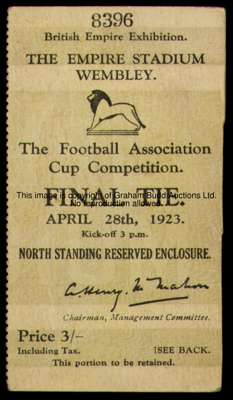 8396
British Empire Exhibition.
THE EMPIRE STADIUM
WEMBLEY.
The Football Association
Cup Competition.
FINAL TIE.
This image is copyright of Graham Budd Auctions Ltd.
No reproduction allowed
APRIL 28th, 1923.
Kick-off 3 p.m.
NORTH STANDING RESERVED ENCLOSURE.
Chairman, Management Committee.
Price 3/-
Including Tax.
[SEE BACK.
This portion to be retained.